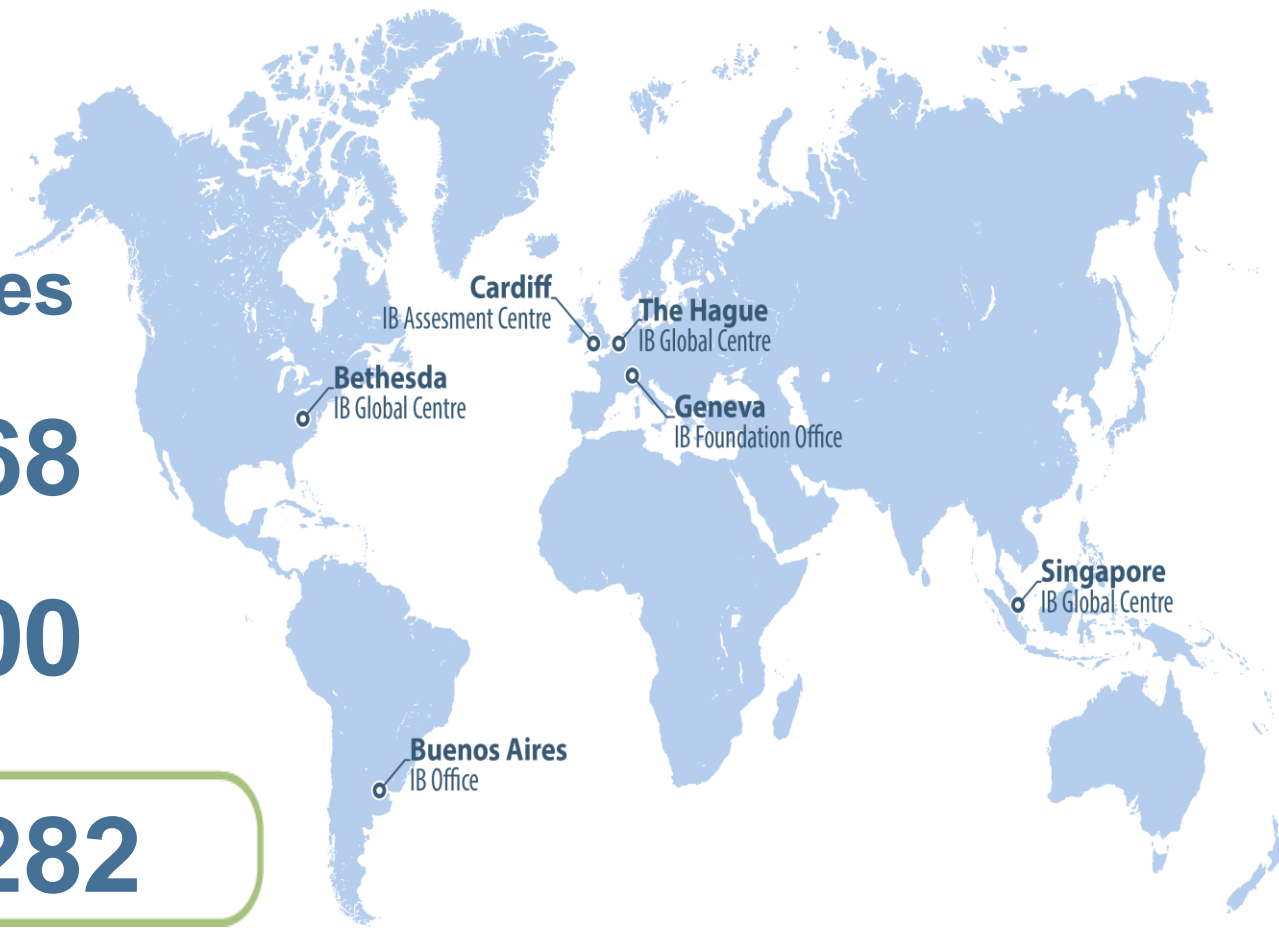 es
68
00
282
Cardiff
IB Assesment Centre
The Hague
IB Global Centre
Bethesda
IB Global Centre
Geneva
IB Foundation Office
Singapore
IB Global Centre
Buenos Aires
IB Office